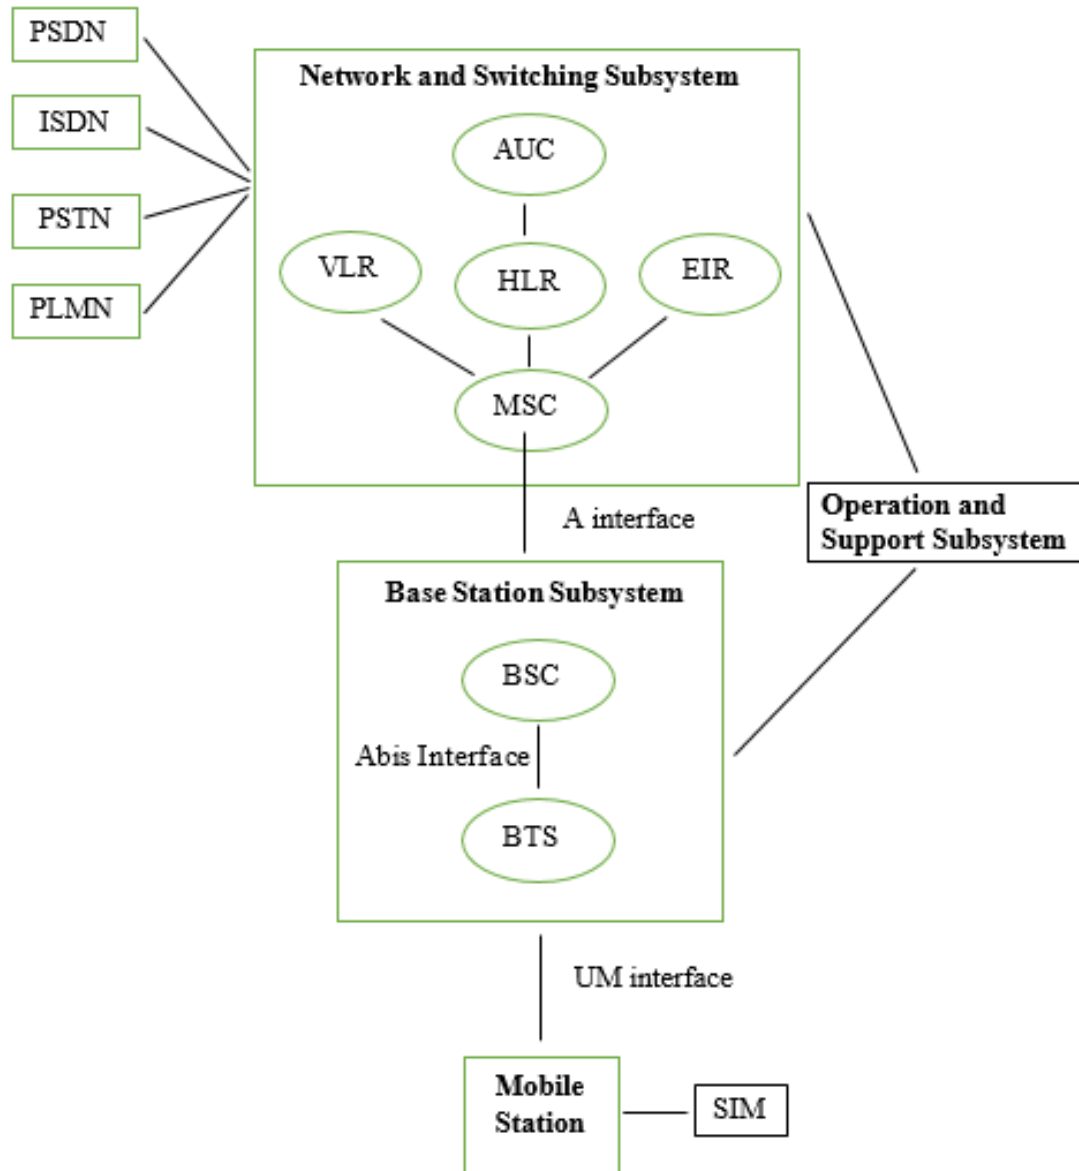 PSDN
ISDN
PSTN
PLMN
Network and Switching Subsystem
AUC
VLR
HLR
EIR
MSC
A interface
Operation and
Support Subsystem
Base Station Subsystem
BSC
Abis Interface
BTS
UM interface
Mobile
Station
SIM